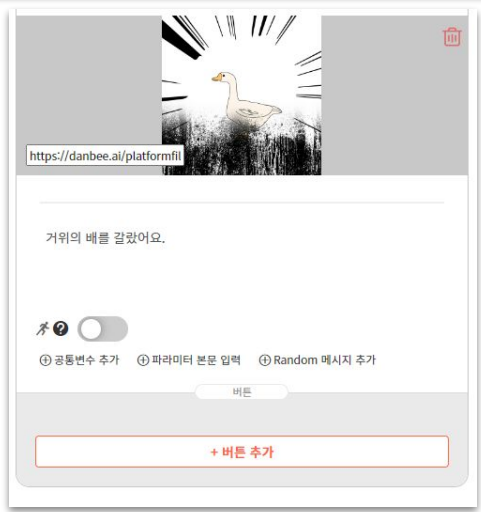 https://danbee.ai/platformfil
거위의 배를 갈랐어요.
?
⊕ 공통변수 추가 ⊕ 파라미터 본문 입력 ⊕ Random 메시지 추가
버튼
+ 버튼 추가